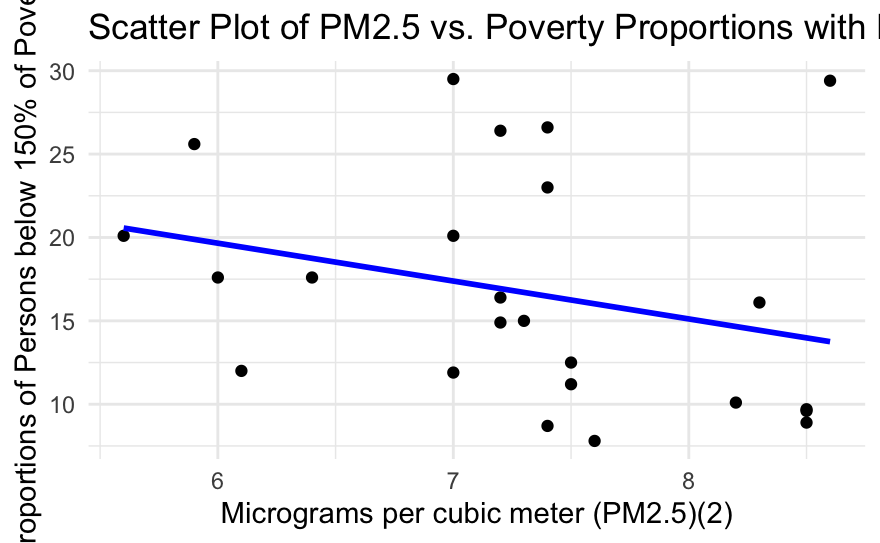 Scatter Plot of PM2.5 vs. Poverty Proportions with
roportions of Persons below 150% of Pove
30
25
20
15
10
6
7
8
Micrograms per cubic meter (PM2.5)(2)